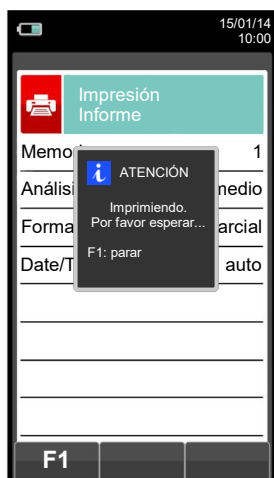 15/01/14
10:00
Impresión
Informe
Memo 1
ATENCIÓN
Análisi medio
Imprimiendo.
Forma arcial
Por favor esperar...
F1: parar
Date/T auto
F1